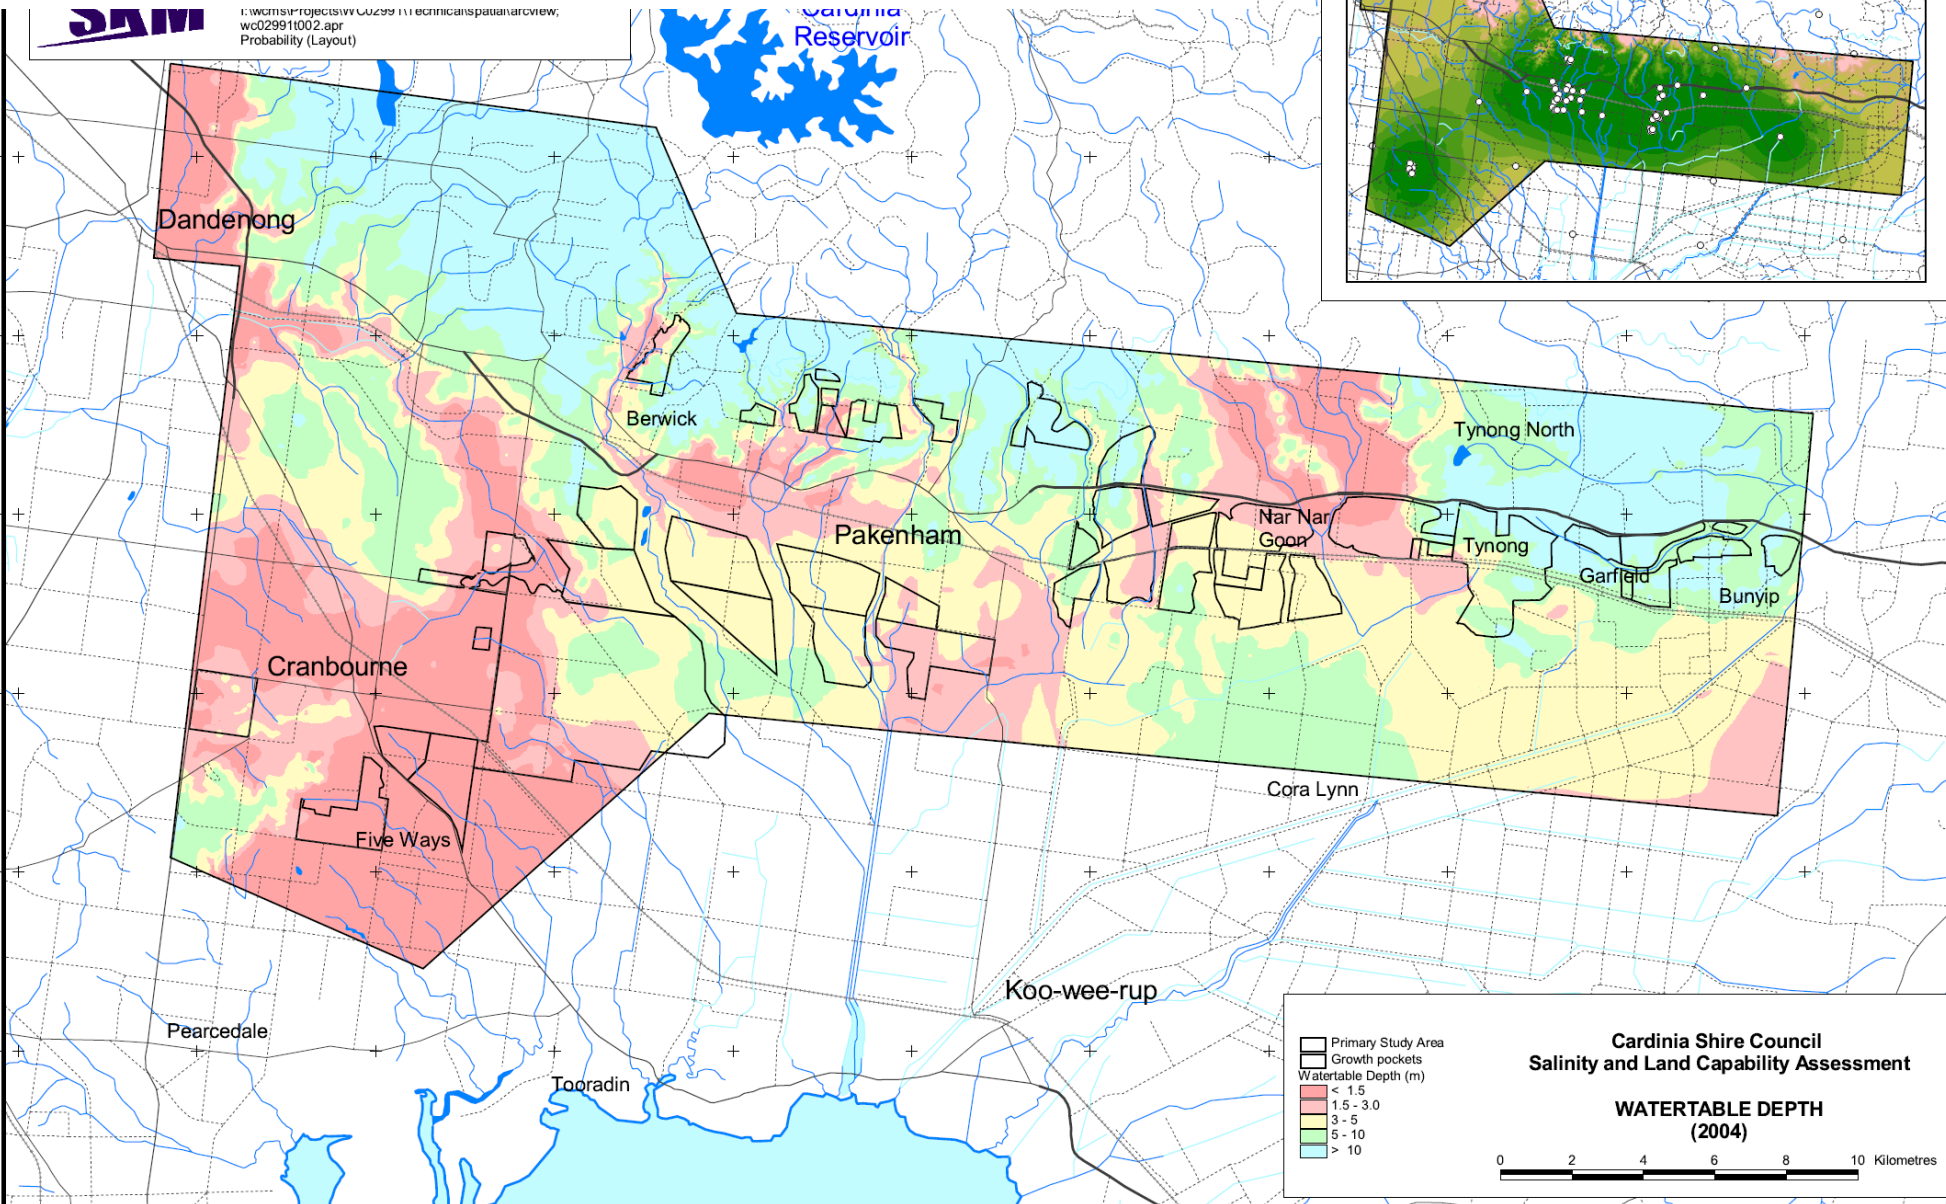 SKM
wc02991t002.apr
Probability (Layout)
Cardinia
Reservoir
Dandenong
Berwick
Tynong North
Pakenham
Nar Nar
Goon
Tynong
Garfield
Bunyip
Cranbourne
Cora Lynn
Five Ways
Koo-wee-rup
Pearcedale
Tooradin
Primary Study Area
Growth pockets
Watertable Depth (m)
< 1.5
1.5 - 3.0
3 - 5
5 - 10
> 10
Cardinia Shire Council
Salinity and Land Capability Assessment
WATERTABLE DEPTH
(2004)
0 2 4 6 8 10 Kilometres